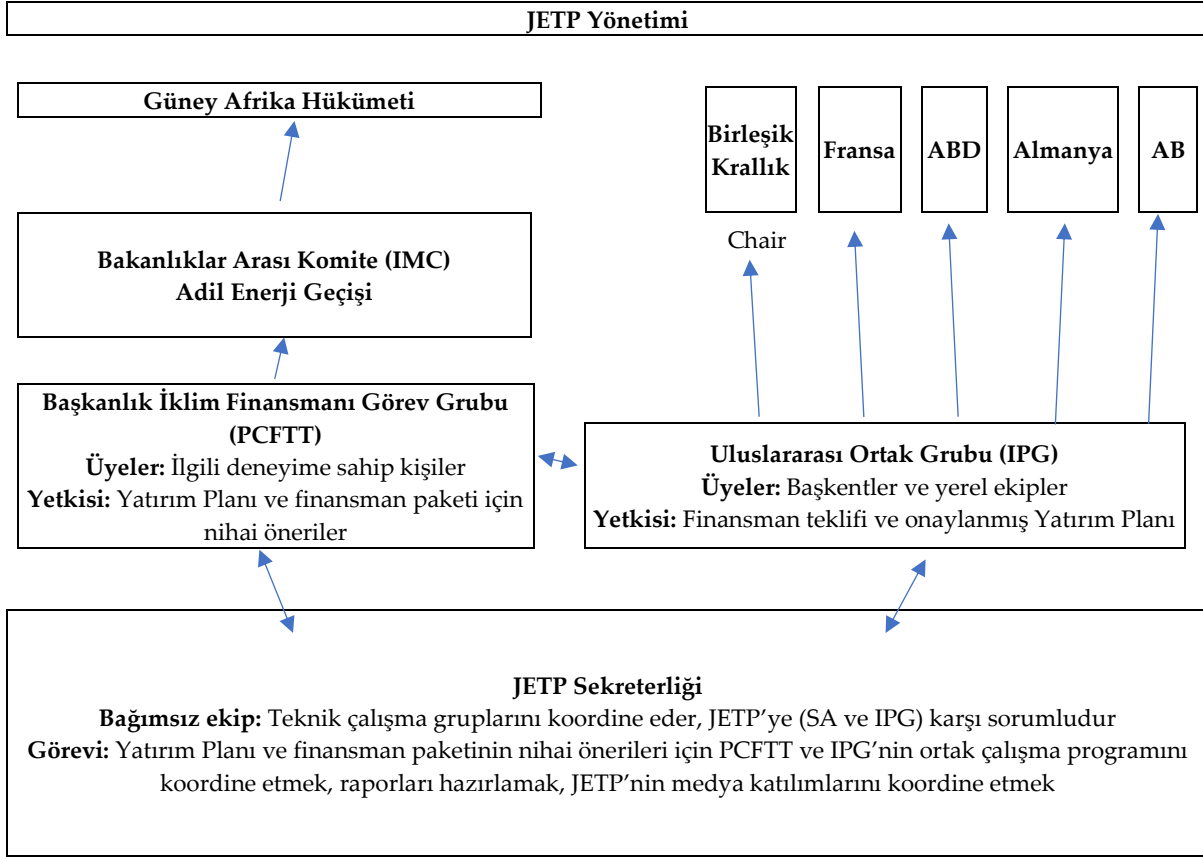 JETP Yönetimi
Güney Afrika Hükümeti
Birleşik
Krallık
Fransa
ABD
Almanya
AB
Chair
Bakanlıklar Arası Komite (IMC)
Adil Enerji Geçişi
Başkanlık İklim Finansmanı Görev Grubu
(PCFTT)
Üyeler: İlgili deneyime sahip kişiler
Yetkisi: Yatırım Planı ve finansman paketi için
nihai öneriler
Uluslararası Ortak Grubu (IPG)
Üyeler: Başkentler ve yerel ekipler
Yetkisi: Finansman teklifi ve onaylanmış Yatırım Planı
JETP Sekreterliği
Bağımsız ekip: Teknik çalışma gruplarını koordine eder, JETP’ye (SA ve IPG) karşı sorumludur
Görevi: Yatırım Planı ve finansman paketinin nihai önerileri için PCFTT ve IPG’nin ortak çalışma programını
koordine etmek, raporları hazırlamak, JETP’nin medya katılımlarını koordine etmek